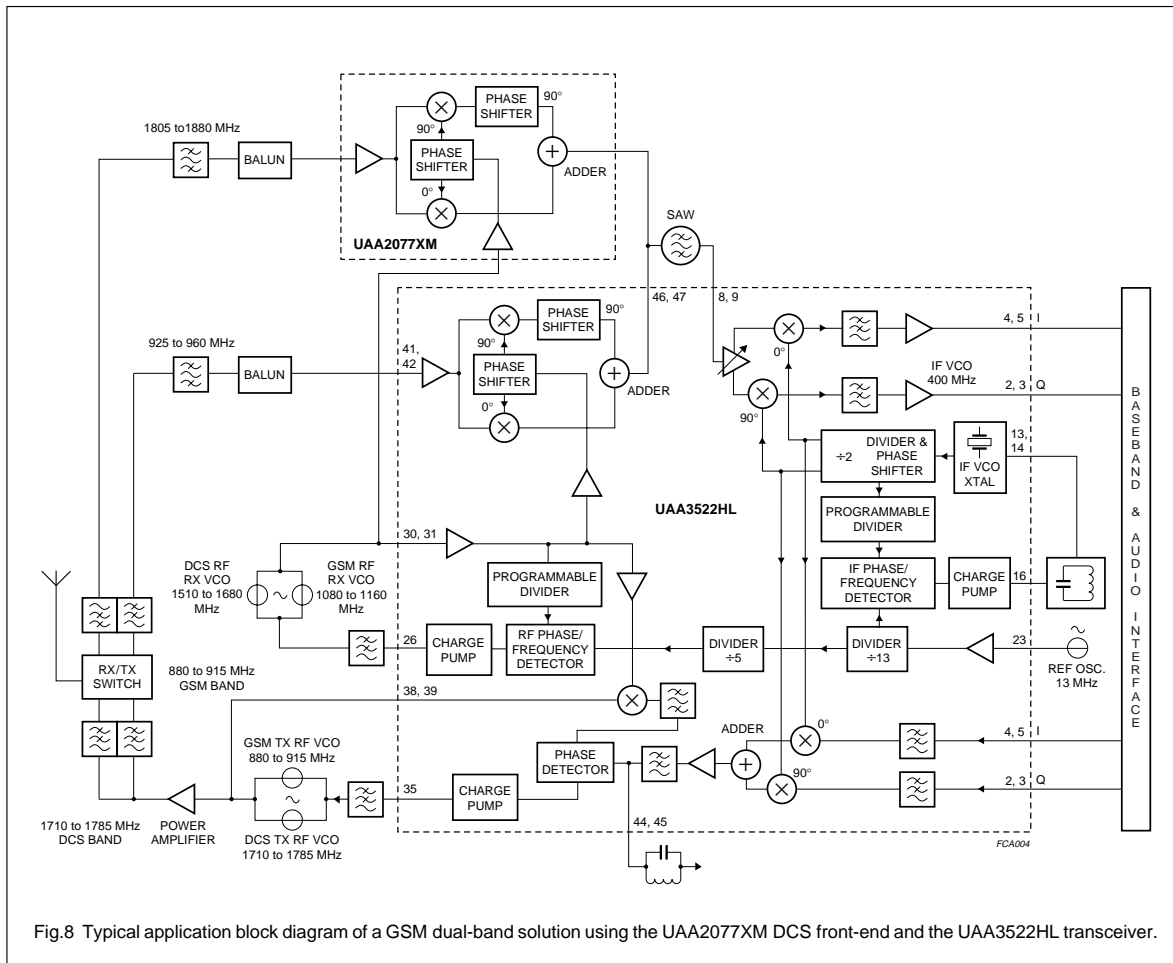 1805 to1880 MHz
BALUN
PHASE
SHIFTER
90°
90°
PHASE
SHIFTER
0°
ADDER
UAA2077XM
SAW
46, 47
8, 9
925 to 960 MHz
BALUN
41,
42
PHASE
SHIFTER
90°
90°
PHASE
SHIFTER
0°
ADDER
0°
90°
4, 5
I
IF VCO
400 MHz
2, 3
Q
÷2
DIVIDER &
PHASE
SHIFTER
IF VCO
XTAL
13,
14
UAA3522HL
PROGRAMMABLE
DIVIDER
30, 31
DCS RF
RX VCO
1510 to 1680
MHz
GSM RF
RX VCO
1080 to 1160
MHz
PROGRAMMABLE
DIVIDER
IF PHASE/
FREQUENCY
DETECTOR
CHARGE
PUMP
16
26
CHARGE
PUMP
RF PHASE/
FREQUENCY
DETECTOR
DIVIDER
÷5
DIVIDER
÷13
23
REF OSC.
13 MHz
RX/TX
SWITCH
880 to 915 MHz
GSM BAND
38, 39
GSM TX RF VCO
880 to 915 MHz
PHASE
DETECTOR
ADDER
0°
90°
4, 5
I
2, 3
Q
35
CHARGE
PUMP
1710 to 1785 MHz
DCS BAND
POWER
AMPLIFIER
DCS TX RF VCO
1710 to 1785 MHz
44, 45
BASEBAND & AUDIO INTERFACE
FCA004
Fig.8 Typical application block diagram of a GSM dual-band solution using the UAA2077XM DCS front-end and the UAA3522HL transceiver.